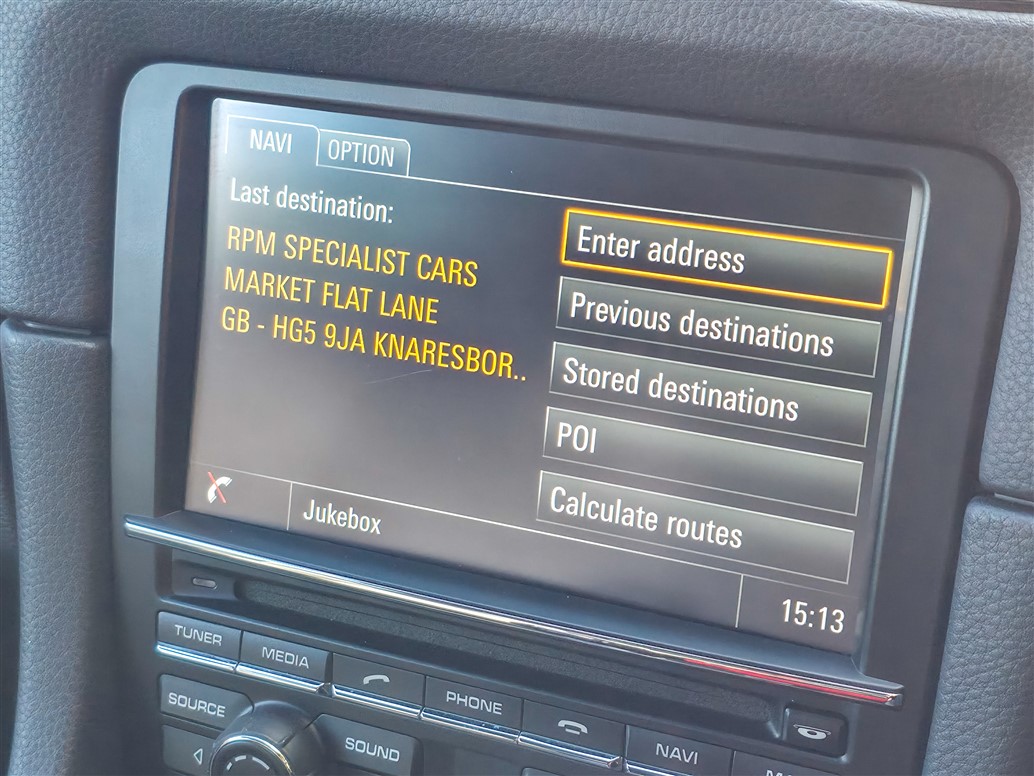 NAVI
OPTION
Last destination:
RPM SPECIALIST CARS
MARKET FLAT LANE
GB - HG5 9JA KNARESBOR..
Enter address
Previous destinations
Stored destinations
POI
Calculate routes
Jukebox
15:13
TUNER
MEDIA
PHONE
NAVI
SOURCE
SOUND